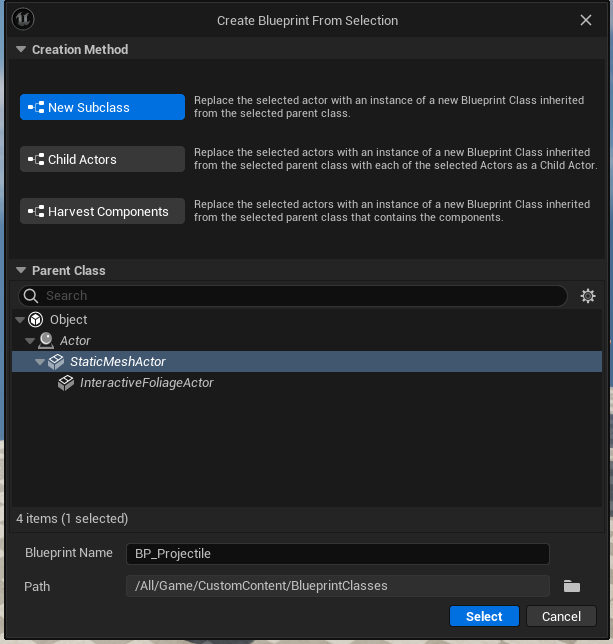 Create Blueprint From Selection
Creation Method
New Subclass
Replace the selected actor with an instance of a new Blueprint Class inherited
from the selected parent class.
Child Actors
Replace the selected actors with an instance of a new Blueprint Class inherited
from the selected parent class with each of the selected Actors as a Child Actor.
Harvest Components
Replace the selected actors with an instance of a new Blueprint Class inherited
from the selected parent class that contains the components.
Parent Class
Search
Object
Actor
StaticMeshActor
InteractiveFoliageActor
4 items (1 selected)
Blueprint Name BP_Projectile
Path /All/Game/CustomContent/BlueprintClasses
Select Cancel